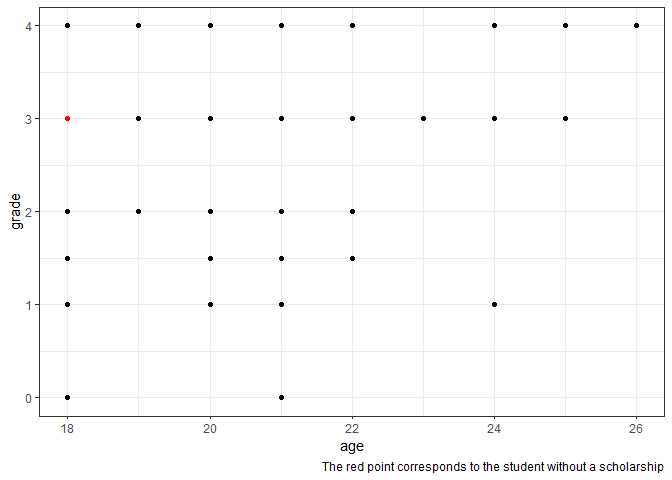 4
3
2
1
0
grade
18 20 22 24 26
age
The red point corresponds to the student without a scholarship